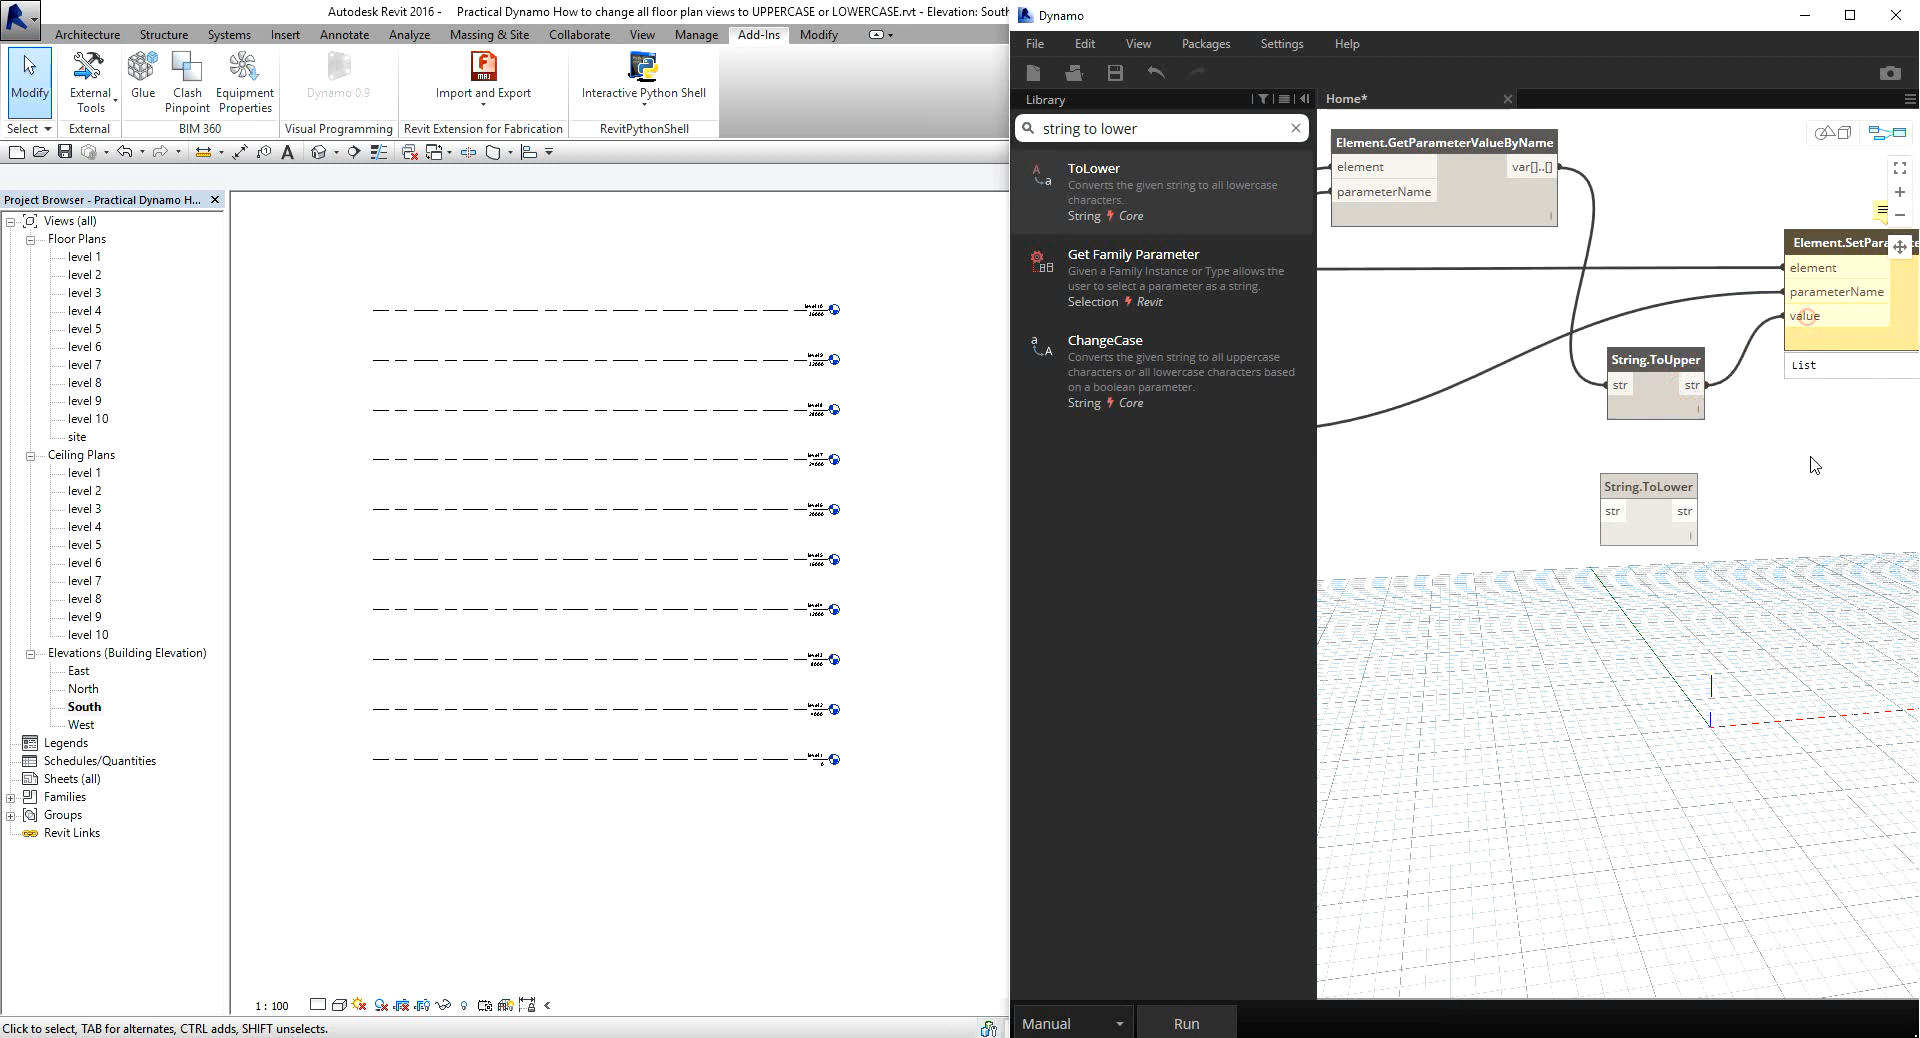 Autodesk Revit 2016 - Practical Dynamo How to change all floor plan views to UPPERCASE or LOWERCASE.rvt - Elevation: South
Architecture Structure Systems Insert Annotate Analyze Massing & Site Collaborate View Manage Add-Ins Modify
Modify
External
Tools
Glue
Clash
Pinpoint
Equipment
Properties
Dynamo 0.9
Import and Export
Interactive Python Shell
Select
External
BIM 360
Visual Programming
Revit Extension for Fabrication
RevitPythonShell
Project Browser - Practical Dynamo H...
Views (all)
Floor Plans
level 1
level 2
level 3
level 4
level 5
level 6
level 7
level 8
level 9
level 10
site
Ceiling Plans
level 1
level 2
level 3
level 4
level 5
level 6
level 7
level 8
level 9
level 10
Elevations (Building Elevation)
East
North
South
West
Legends
Schedules/Quantities
Sheets (all)
Families
Groups
Revit Links
1 : 100
Click to select, TAB for alternates, CTRL adds, SHIFT unselects.
Dynamo
File Edit View Packages Settings Help
Library
Home*
string to lower
ToLower
Converts the given string to all lowercase
characters.
String Core
Get Family Parameter
Given a Family Instance or Type allows the
user to select a parameter as a string.
Selection Revit
ChangeCase
Converts the given string to all uppercase
characters or all lowercase characters based
on a boolean parameter.
String Core
Element.GetParameterValueByName
element var[]..[]
parameterName
Element.SetPara
element
parameterName
value
List
String.ToUpper
str str
String.ToLower
str str
Manual
Run